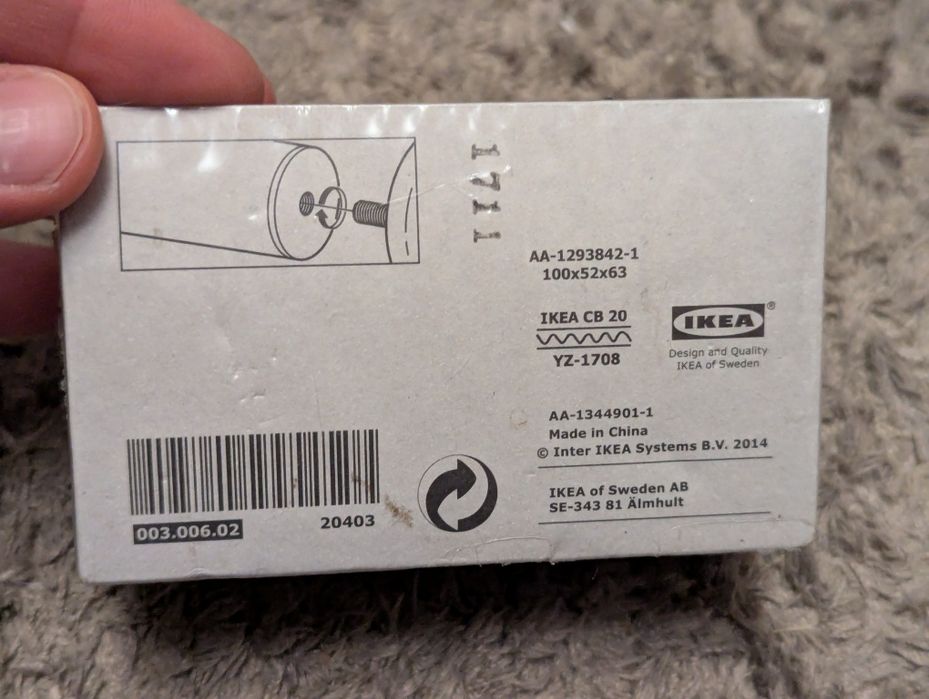 1711
AA-1293842-1
100x52x63
IKEA CB 20
YZ-1708
IKEA®
Design and Quality
IKEA of Sweden
AA-1344901-1
Made in China
© Inter IKEA Systems B.V. 2014
IKEA of Sweden AB
SE-343 81 Älmhult
003.006.02
20403